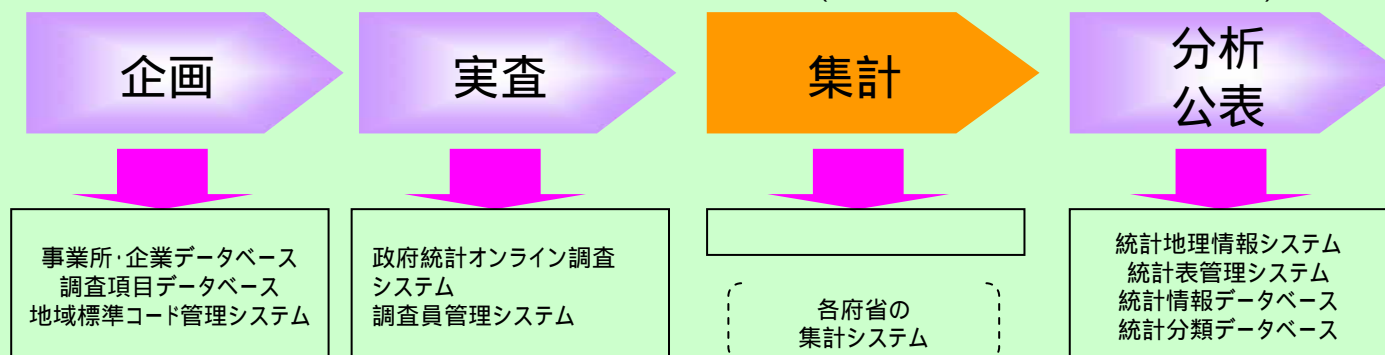 企画
実査
集計
分析
公表
事業所･企業データベース
調査項目データベース
地域標準コード管理システム
政府統計オンライン調査
システム
調査員管理システム
各府省の
集計システム
統計地理情報システム
統計表管理システム
統計情報データベース
統計分類データベース